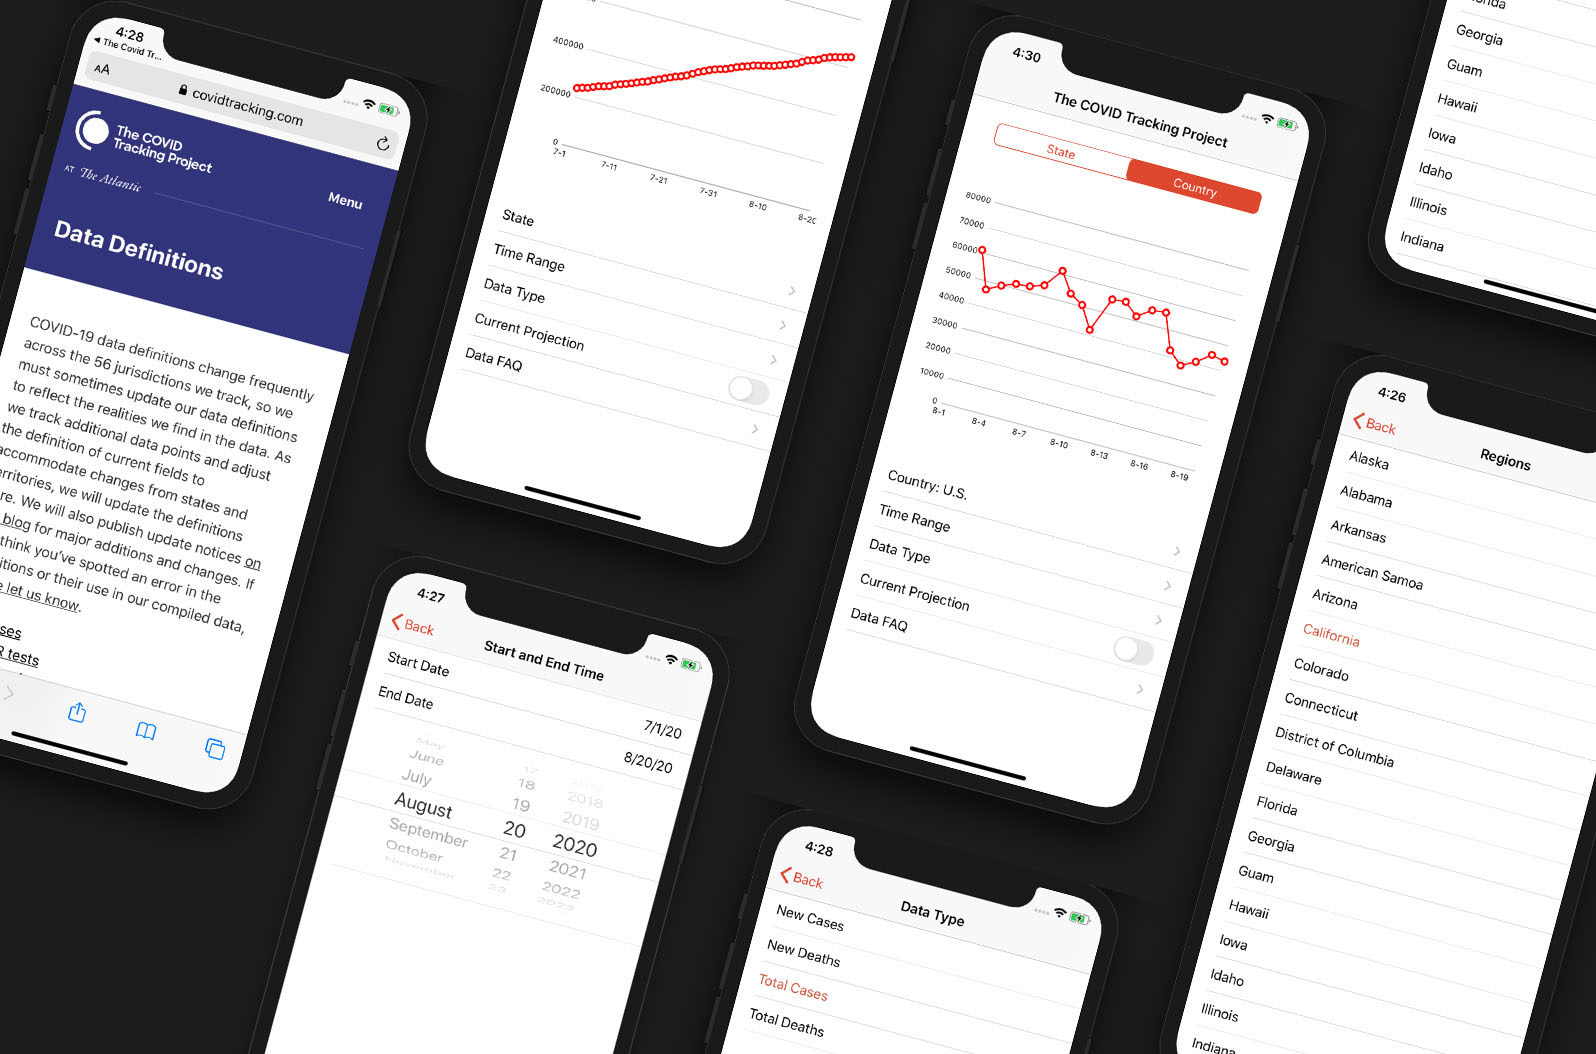 4:28
The Covid Tr...
AA
covidtracking.com
The COVID
Tracking Project
AT The Atlantic
Menu
Data Definitions
COVID-19 data definitions change frequently
across the 56 jurisdictions we track, so we
must sometimes update our data definitions
to reflect the realities we find in the data. As
we track additional data points and adjust
the definition of current fields to
accommodate changes from states and
territories, we will update the definitions
re. We will also publish update notices on
blog for major additions and changes. If
think you've spotted an error in the
itions or their use in our compiled data,
let us know.
ses
R tests
400000
200000
0
7-1
7-11
7-21
7-31
8-10
8-20
State
Time Range
Data Type
Current Projection
Data FAQ
4:27
Back
Start and End Time
Start Date
7/1/20
End Date
8/20/20
May
June 17
July 18 2018
August 19 2019
September 20 2020
October 21 2021
November 22 2022
23 2023
4:30
The COVID Tracking Project
State
Country
80000
70000
60000
50000
40000
30000
20000
10000
0
8-1
8-4
8-7
8-10
8-13
8-16
8-19
Country: U.S.
Time Range
Data Type
Current Projection
Data FAQ
4:28
Back
Data Type
New Cases
New Deaths
Total Cases
Total Deaths
Georgia
Guam
Hawaii
Iowa
Idaho
Illinois
Indiana
4:26
Back
Regions
Alaska
Alabama
Arkansas
American Samoa
Arizona
California
Colorado
Connecticut
District of Columbia
Delaware
Florida
Georgia
Guam
Hawaii
Iowa
Idaho
Illinois
Indiana